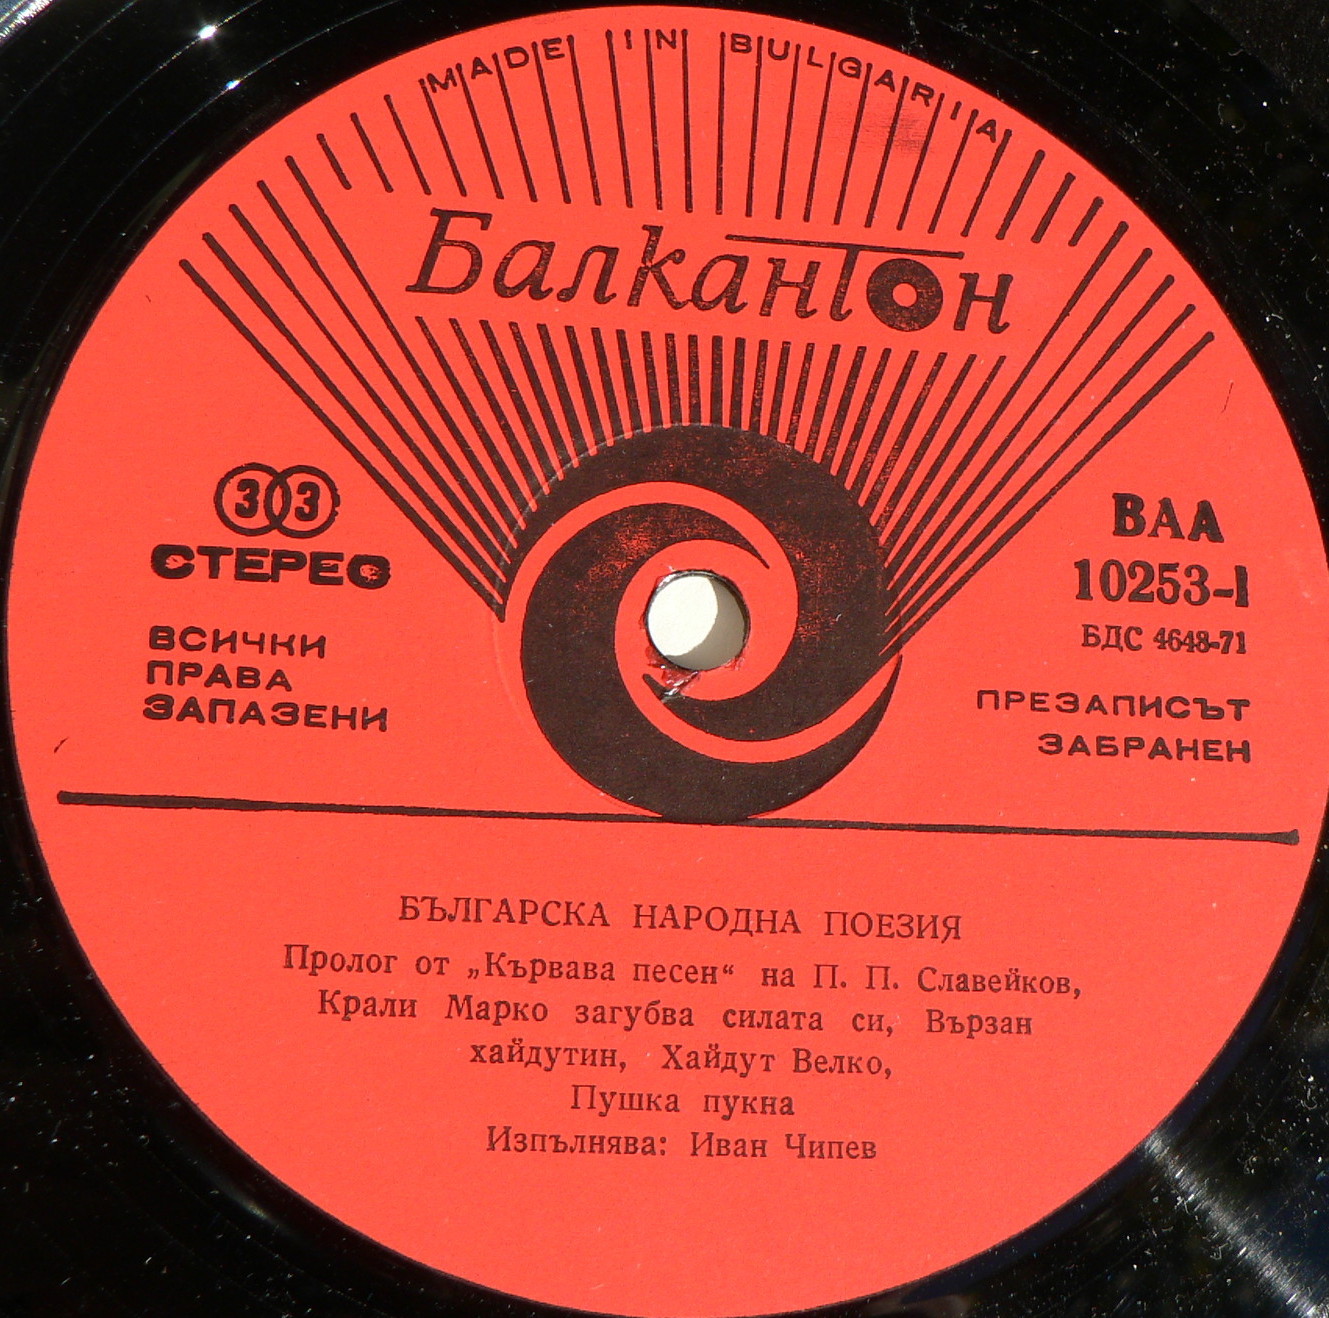 MADE IN BULGARIA
Балкантон
33
СТЕРЕО
ВСИЧКИ
ПРАВА
ЗАПАЗЕНИ
ВАА
10253-1
БДС 4648-71
ПРЕЗАПИСЪТ
ЗАБРАНЕН
БЪЛГАРСКА НАРОДНА ПОЕЗИЯ
Пролог от „Кървава песен“ на П. П. Славейков,
Крали Марко загубва силата си, Вързан
хайдутин, Хайдут Велко,
Пушка пукна
Изпълнява: Иван Чипев